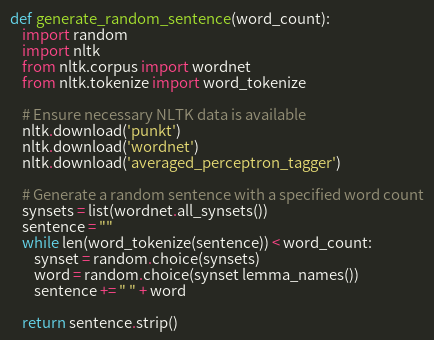 def generate_random_sentence(word_count):
import random
import nltk
from nltk.corpus import wordnet
from nltk.tokenize import word_tokenize
# Ensure necessary NLTK data is available
nltk.download('punkt')
nltk.download('wordnet')
nltk.download('averaged_perceptron_tagger')
# Generate a random sentence with a specified word count
synsets = list(wordnet.all_synsets())
sentence = ""
while len(word_tokenize(sentence)) < word_count:
synset = random.choice(synsets)
word = random.choice(synset lemma_names())
sentence += " " + word
return sentence.strip()